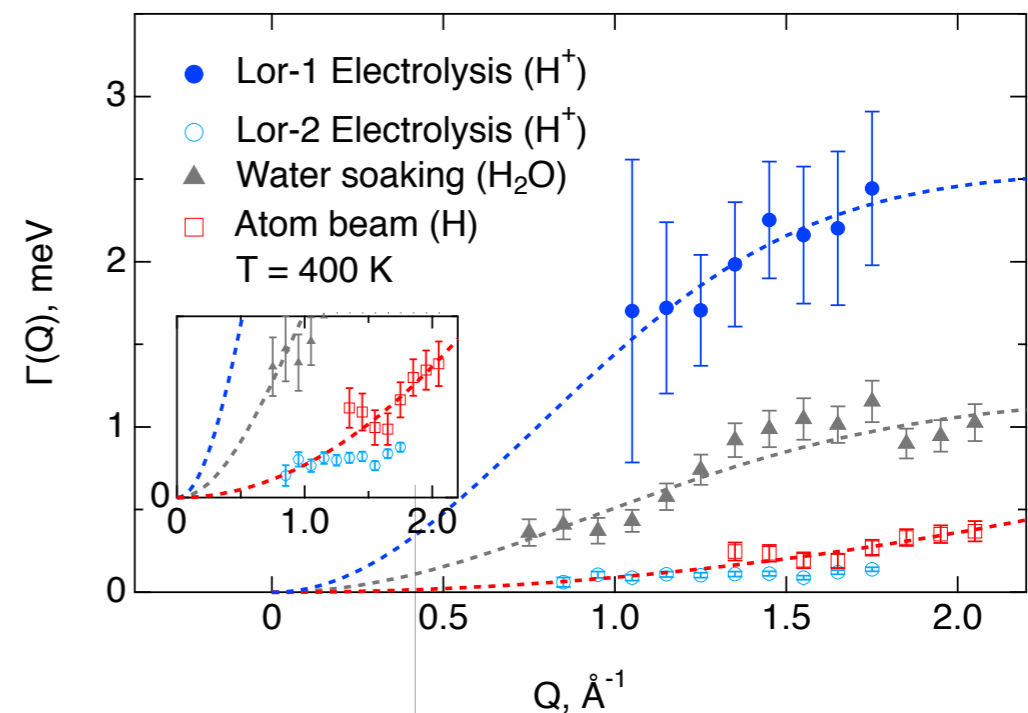 Lor-1 Electrolysis (H⁺)
Lor-2 Electrolysis (H⁺)
Water soaking (H₂O)
Atom beam (H)
T = 400 K
Γ(Q), meV
3
2
1
0
0
0 1.0 2.0
0 0.5 1.0 1.5 2.0
Q, Å⁻¹